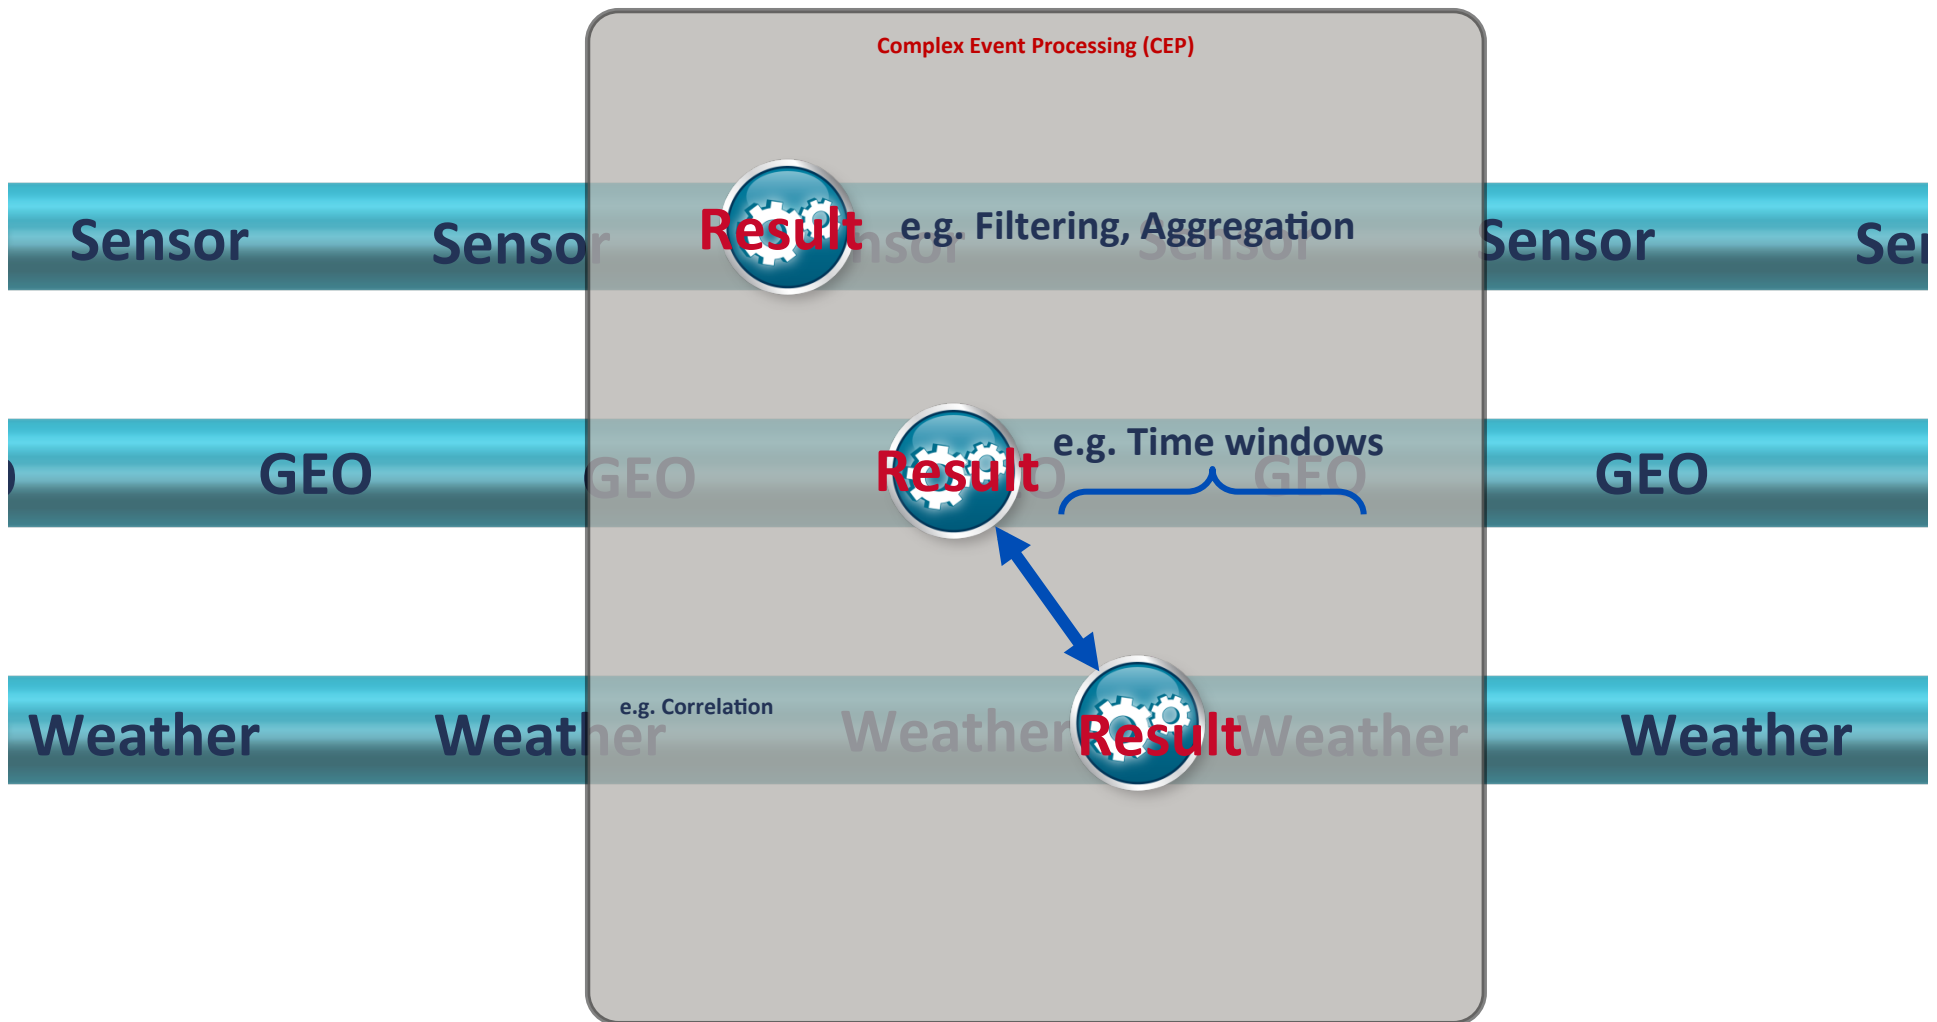 Complex Event Processing (CEP)
Sensor Sensor Result e.g. Filtering, Aggregation Sensor Sensor
GEO GEO Result e.g. Time windows GEO GEO
e.g. Correlation
Weather Weather Weather Result Weather Weather